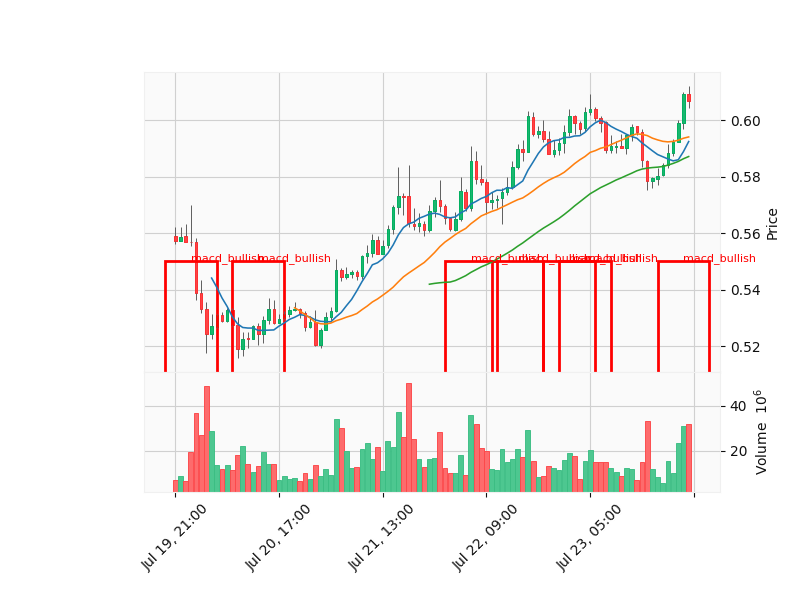 0.60
0.58
0.56
0.54
0.52
Price
macd_bullish
macd_bullish
macd_bullish
macd_bullish
macd_bullish
macd_bullish
40
20
Volume 10^6
Jul 19, 21:00
Jul 20, 17:00
Jul 21, 13:00
Jul 22, 09:00
Jul 23, 05:00